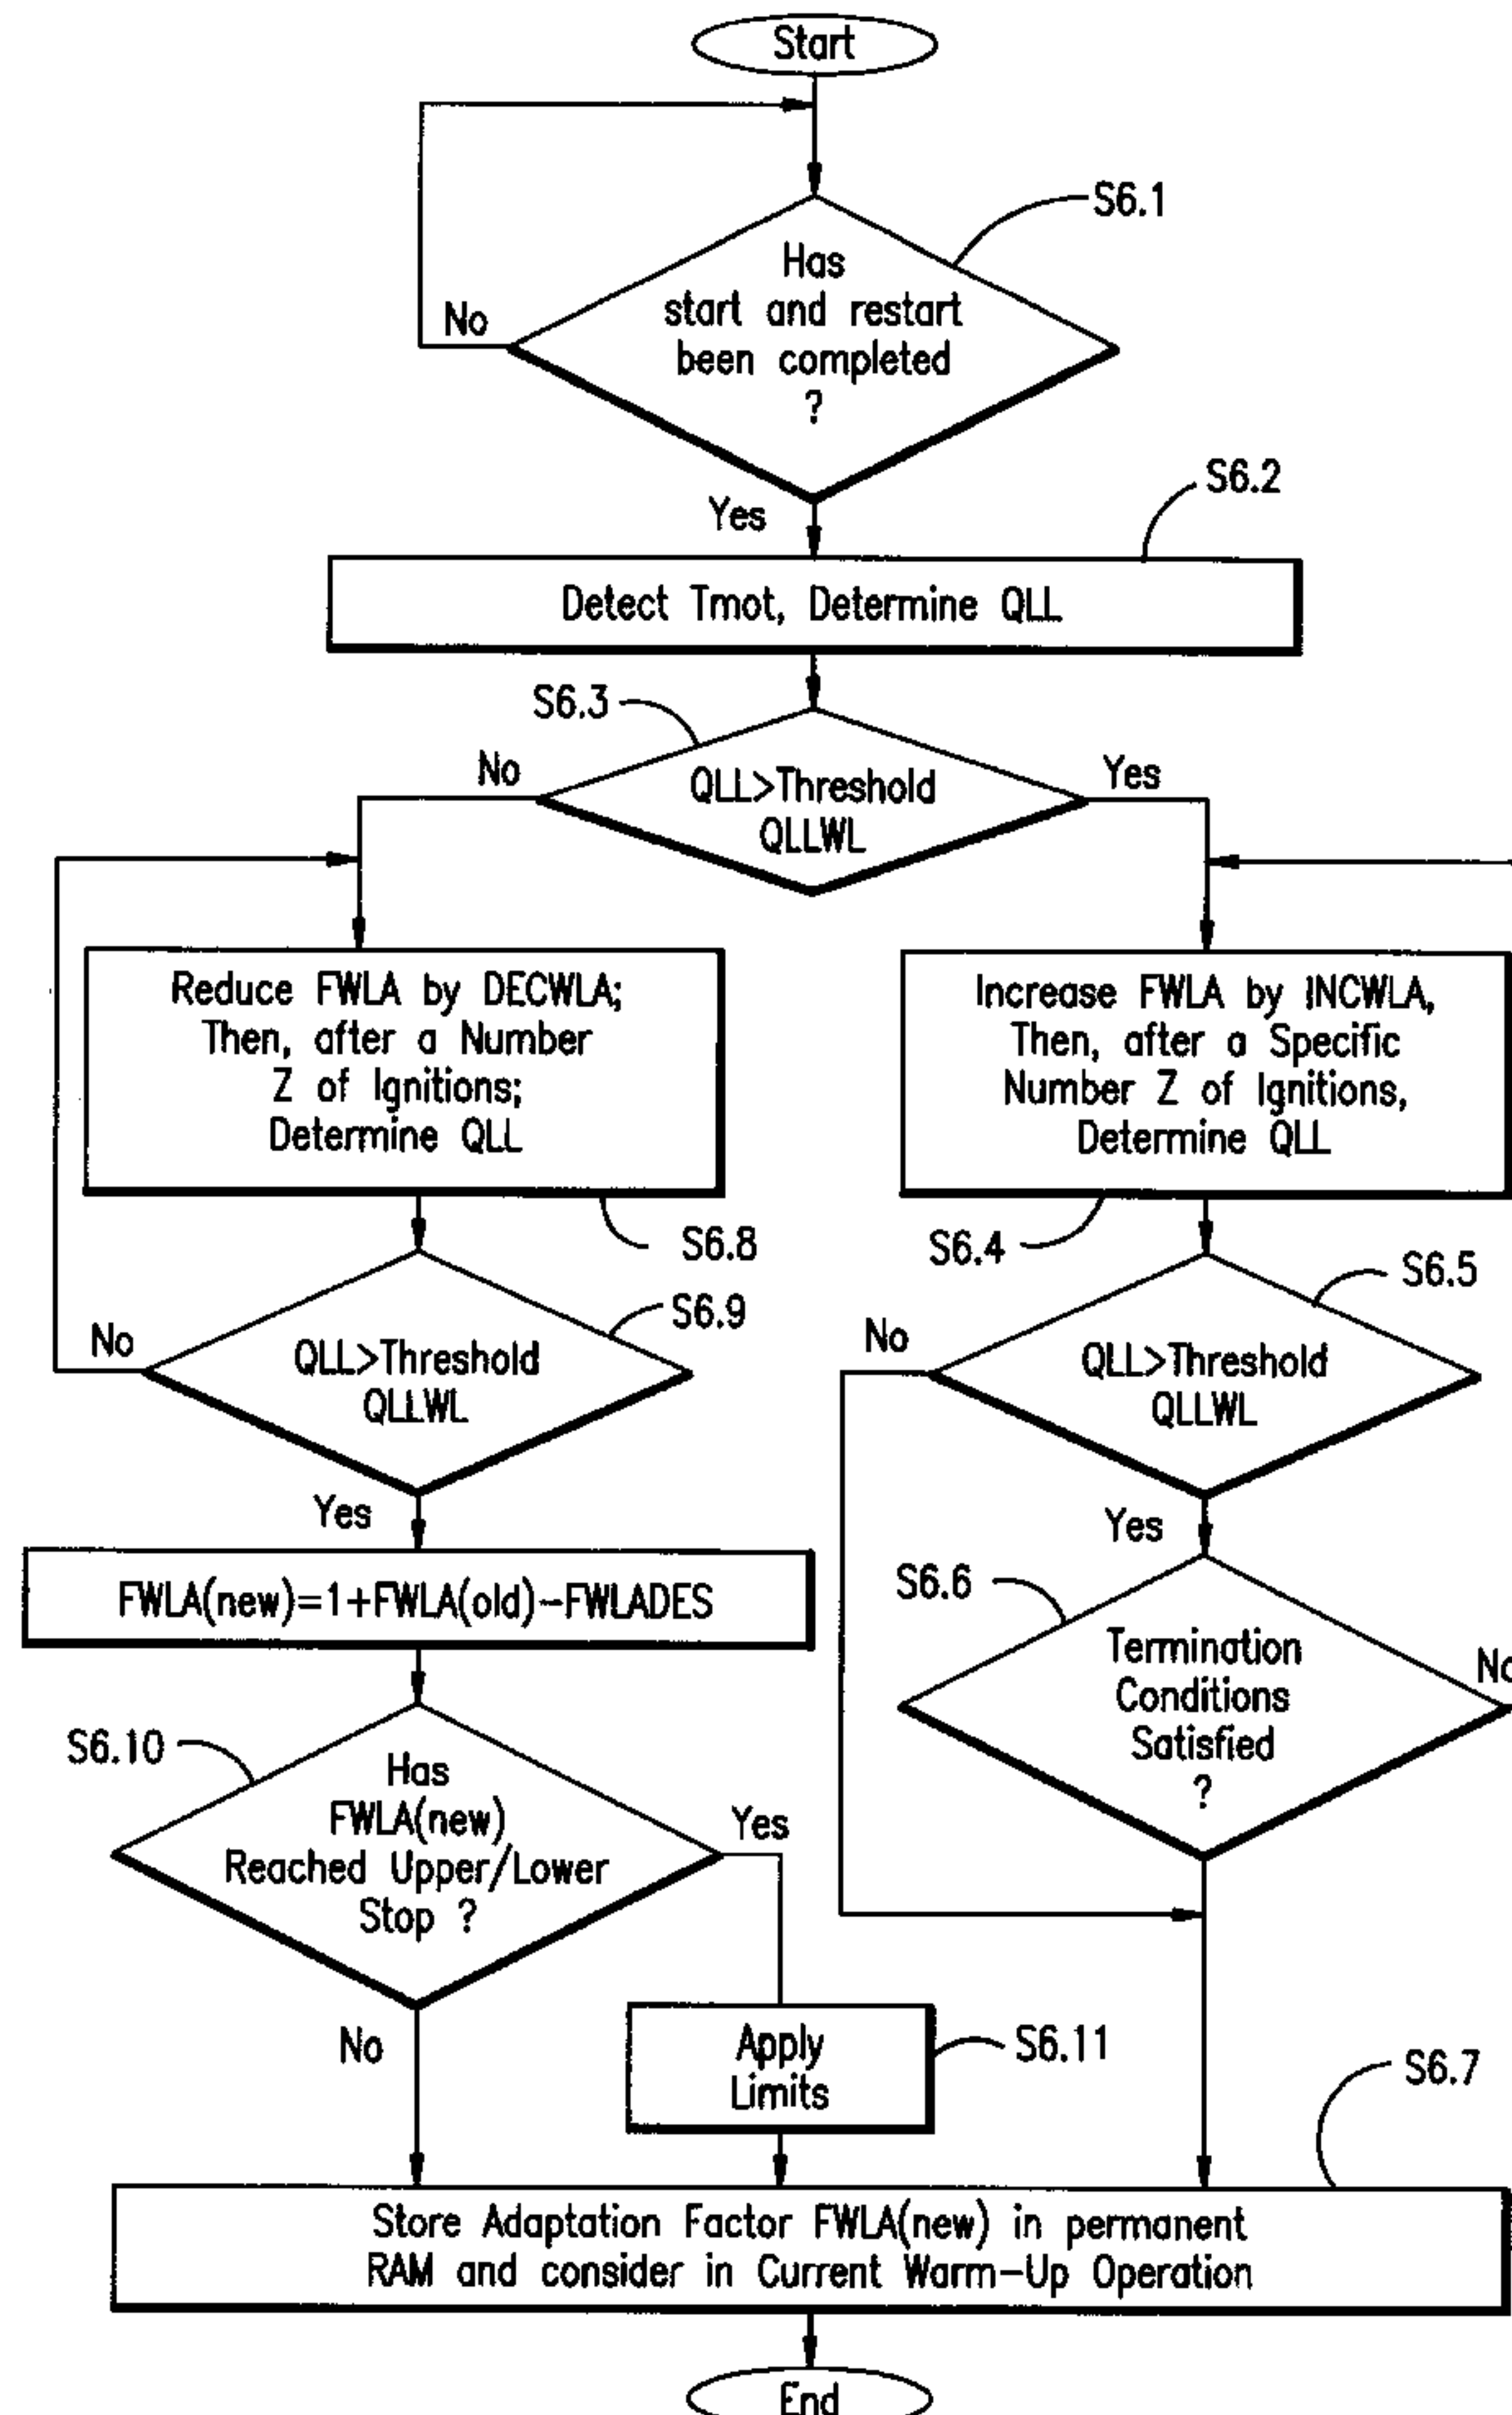 Start
S6.1
Has
start and restart
been completed
?
No
Yes
S6.2
Detect Tmot, Determine QLL
S6.3
No
QLL>Threshold
QLLWL
Yes
Reduce FWLA by DECWLA;
Then, after a Number
Z of Ignitions;
Determine QLL
Increase FWLA by INCWLA,
Then, after a Specific
Number Z of Ignitions,
Determine QLL
S6.8
S6.4
S6.9
S6.5
No
QLL>Threshold
QLLWL
No
QLL>Threshold
QLLWL
Yes
Yes
FWLA(new)=1+FWLA(old)-FWLADES
S6.6
Termination
Conditions
Satisfied
?
No
S6.10
Has
FWLA(new)
Reached Upper/Lower
Stop ?
Yes
No
Apply
Limits
S6.11
S6.7
Store Adaptation Factor FWLA(new) in permanent
RAM and consider in Current Warm-Up Operation
End